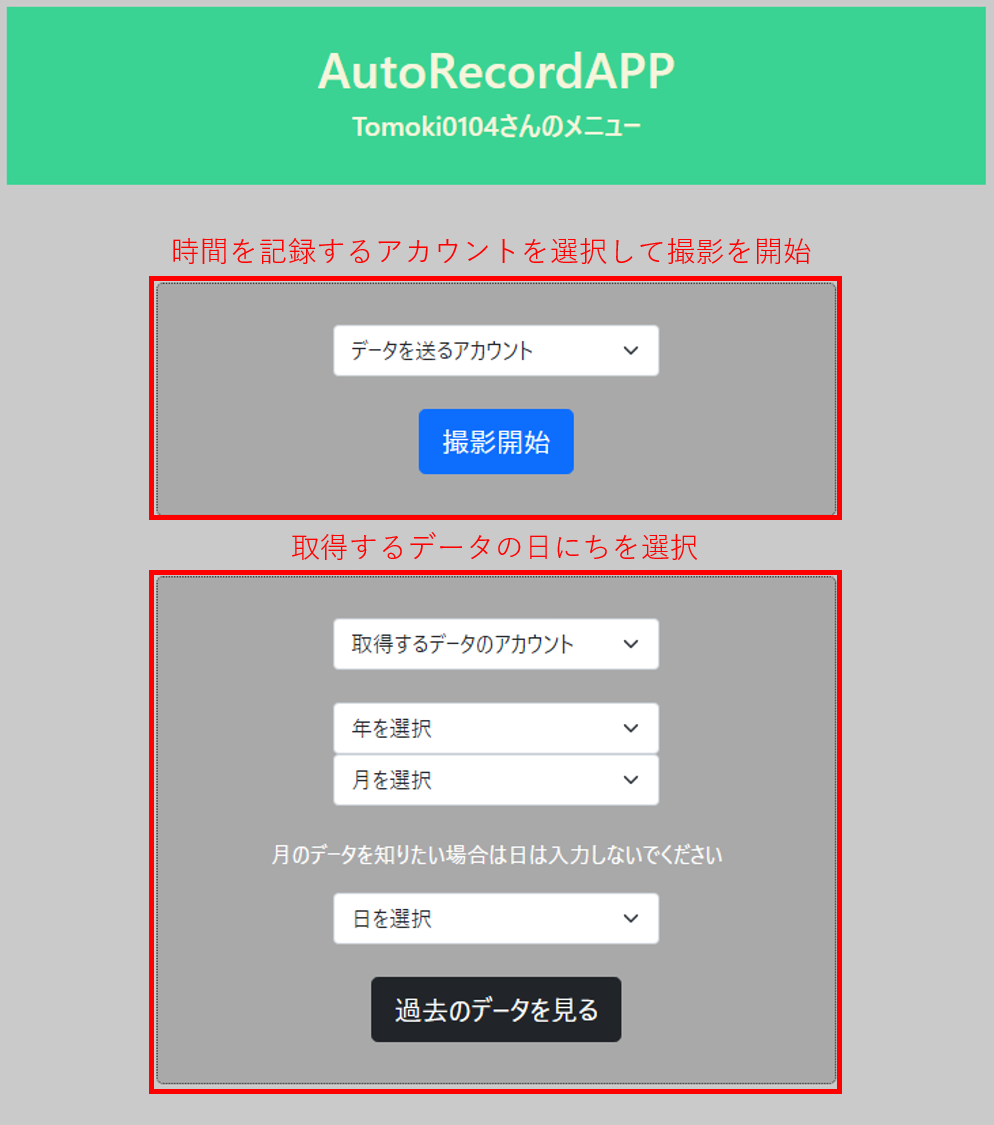 AutoRecordAPP
Tomoki0104さんのメニュー
時間を記録するアカウントを選択して撮影を開始
データを送るアカウント
撮影開始
取得するデータの日にちを選択
取得するデータのアカウント
年を選択
月を選択
月のデータを知りたい場合は日は入力しないでください
日を選択
過去のデータを見る